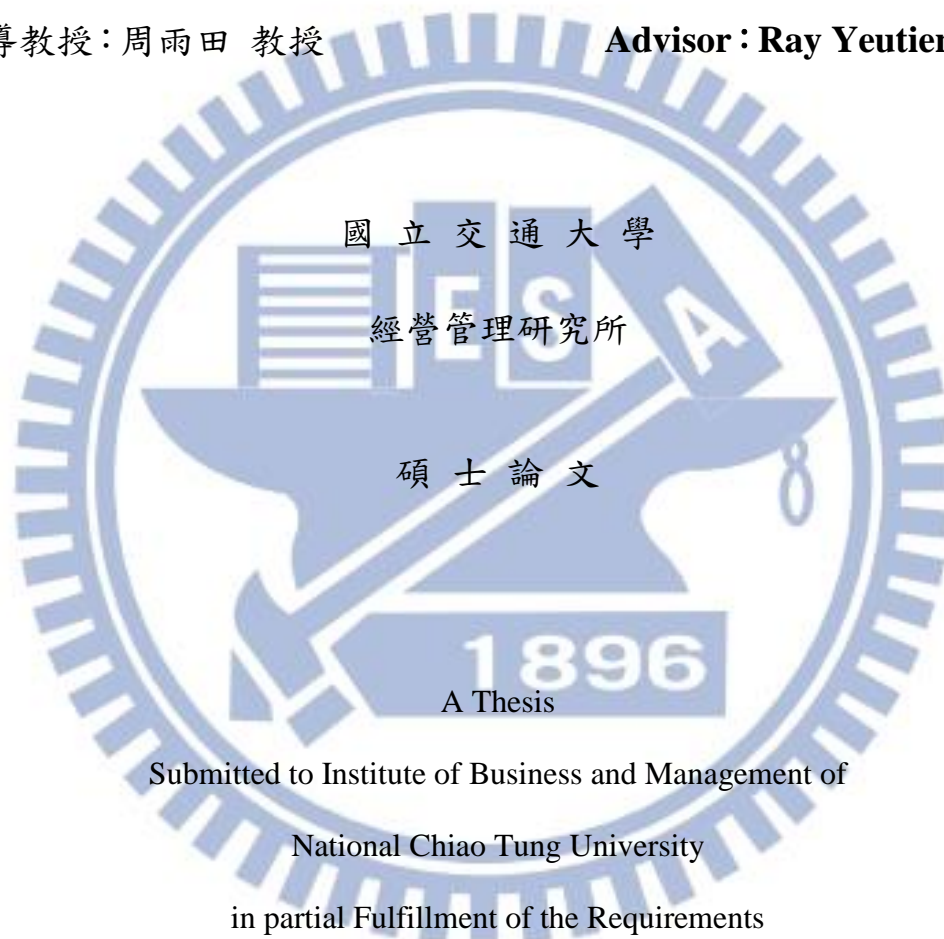 導教授：周雨田 教授 Advisor：Ray Yeutien
國 立 交 通 大 學
E S A
經營管理研究所
碩 士 論 文
1896
A Thesis
Submitted to Institute of Business and Management of
National Chiao Tung University
in partial Fulfillment of the Requirements